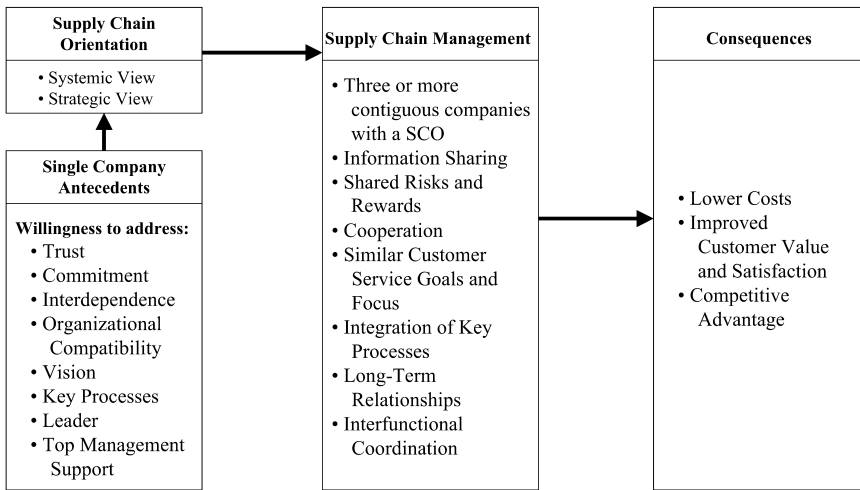 Supply Chain
Orientation
• Systemic View
• Strategic View
Single Company
Antecedents
Willingness to address:
• Trust
• Commitment
• Interdependence
• Organizational
Compatibility
• Vision
• Key Processes
• Leader
• Top Management
Support
Supply Chain Management
• Three or more
contiguous companies
with a SCO
• Information Sharing
• Shared Risks and
Rewards
• Cooperation
• Similar Customer
Service Goals and
Focus
• Integration of Key
Processes
• Long-Term
Relationships
• Interfunctional
Coordination
Consequences
• Lower Costs
• Improved
Customer Value
and Satisfaction
• Competitive
Advantage